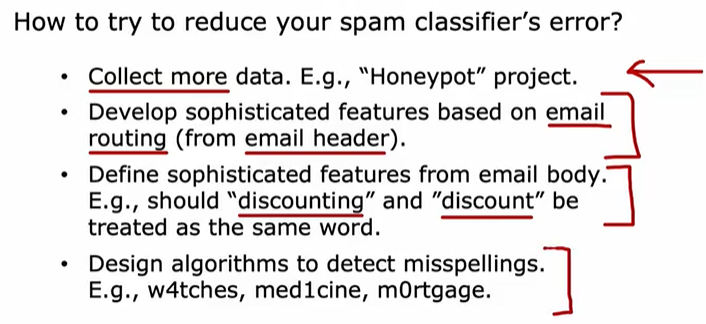 How to try to reduce your spam classifier’s error?
• Collect more data. E.g., “Honeypot” project.
• Develop sophisticated features based on email
routing (from email header).
• Define sophisticated features from email body.
E.g., should “discounting” and ”discount” be
treated as the same word.
• Design algorithms to detect misspellings.
E.g., w4tches, med1cine, m0rtgage.